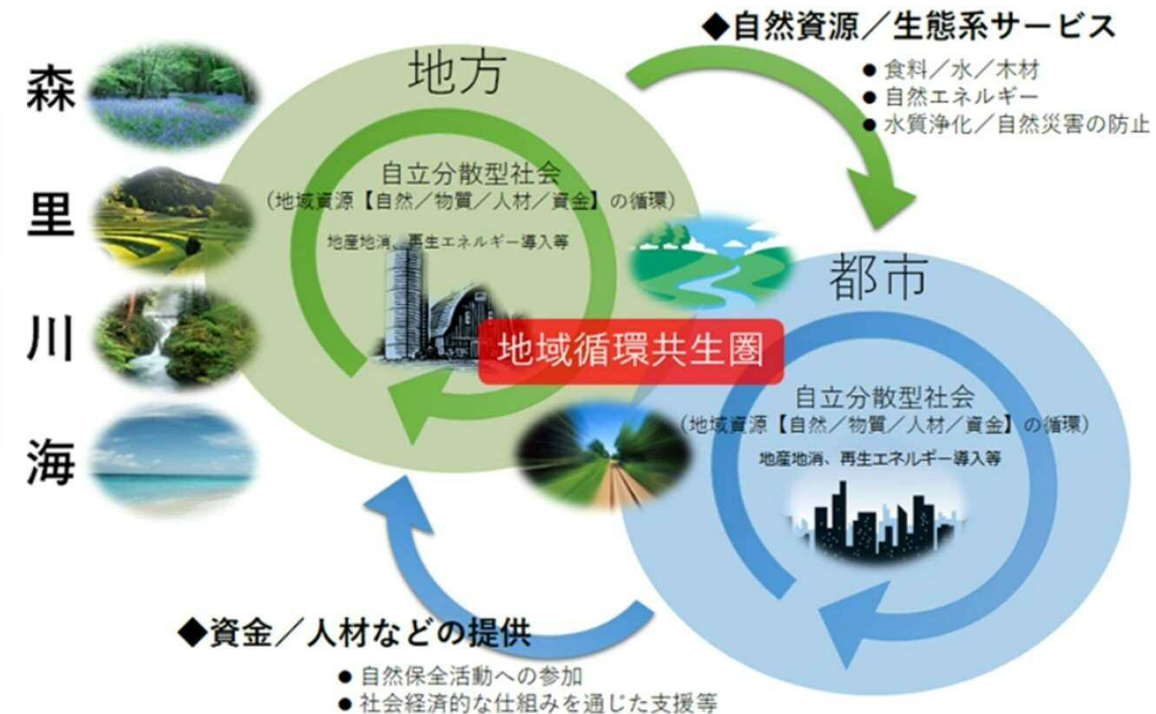 森
里
川
海
地方
自立分散型社会
(地域資源【自然／物質／人材／資金】の循環)
地産地消、再生エネルギー導入等
◆自然資源／生態系サービス
● 食料／水／木材
● 自然エネルギー
● 水質浄化／自然災害の防止
地域循環共生圏
都市
自立分散型社会
(地域資源【自然／物質／人材／資金】の循環)
地産地消、再生エネルギー導入等
◆資金／人材などの提供
● 自然保全活動への参加
● 社会経済的な仕組みを通じた支援等